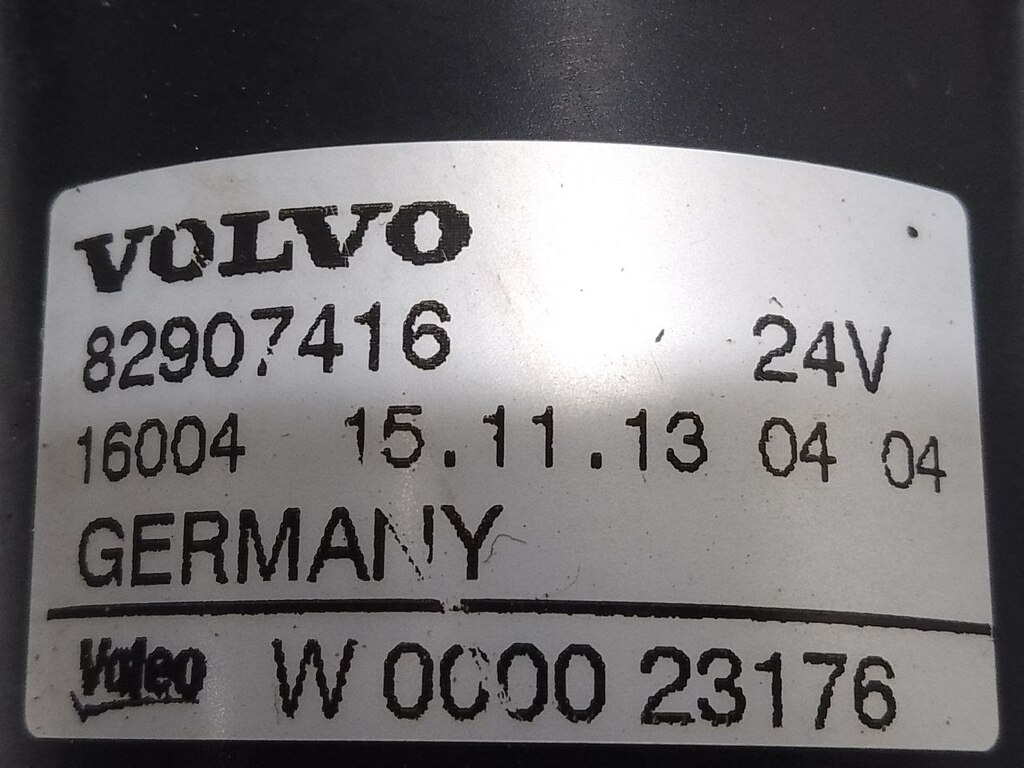 VOLVO
82907416 24V
16004 15.11.13 04 04
GERMANY
Valeo W 0000 23176